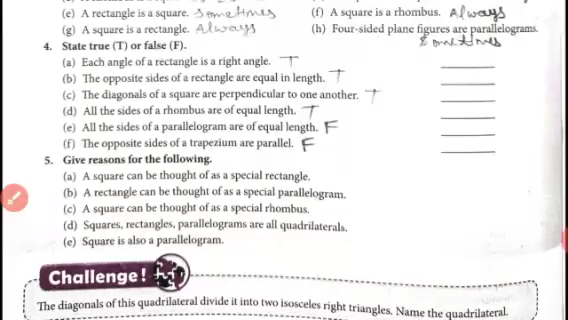 (e) A rectangle is a square. Sometimes
(f) A square is a rhombus. Always
(g) A square is a rectangle. Always
(h) Four-sided plane figures are parallelograms.
Sometimes
4. State true (T) or false (F).
(a) Each angle of a rectangle is a right angle. T
(b) The opposite sides of a rectangle are equal in length. T
(c) The diagonals of a square are perpendicular to one another. T
(d) All the sides of a rhombus are of equal length. T
(e) All the sides of a parallelogram are of equal length. F
(f) The opposite sides of a trapezium are parallel. F
5. Give reasons for the following.
(a) A square can be thought of as a special rectangle.
(b) A rectangle can be thought of as a special parallelogram.
(c) A square can be thought of as a special rhombus.
(d) Squares, rectangles, parallelograms are all quadrilaterals.
(e) Square is also a parallelogram.
Challenge!
The diagonals of this quadrilateral divide it into two isosceles right triangles. Name the quadrilateral.